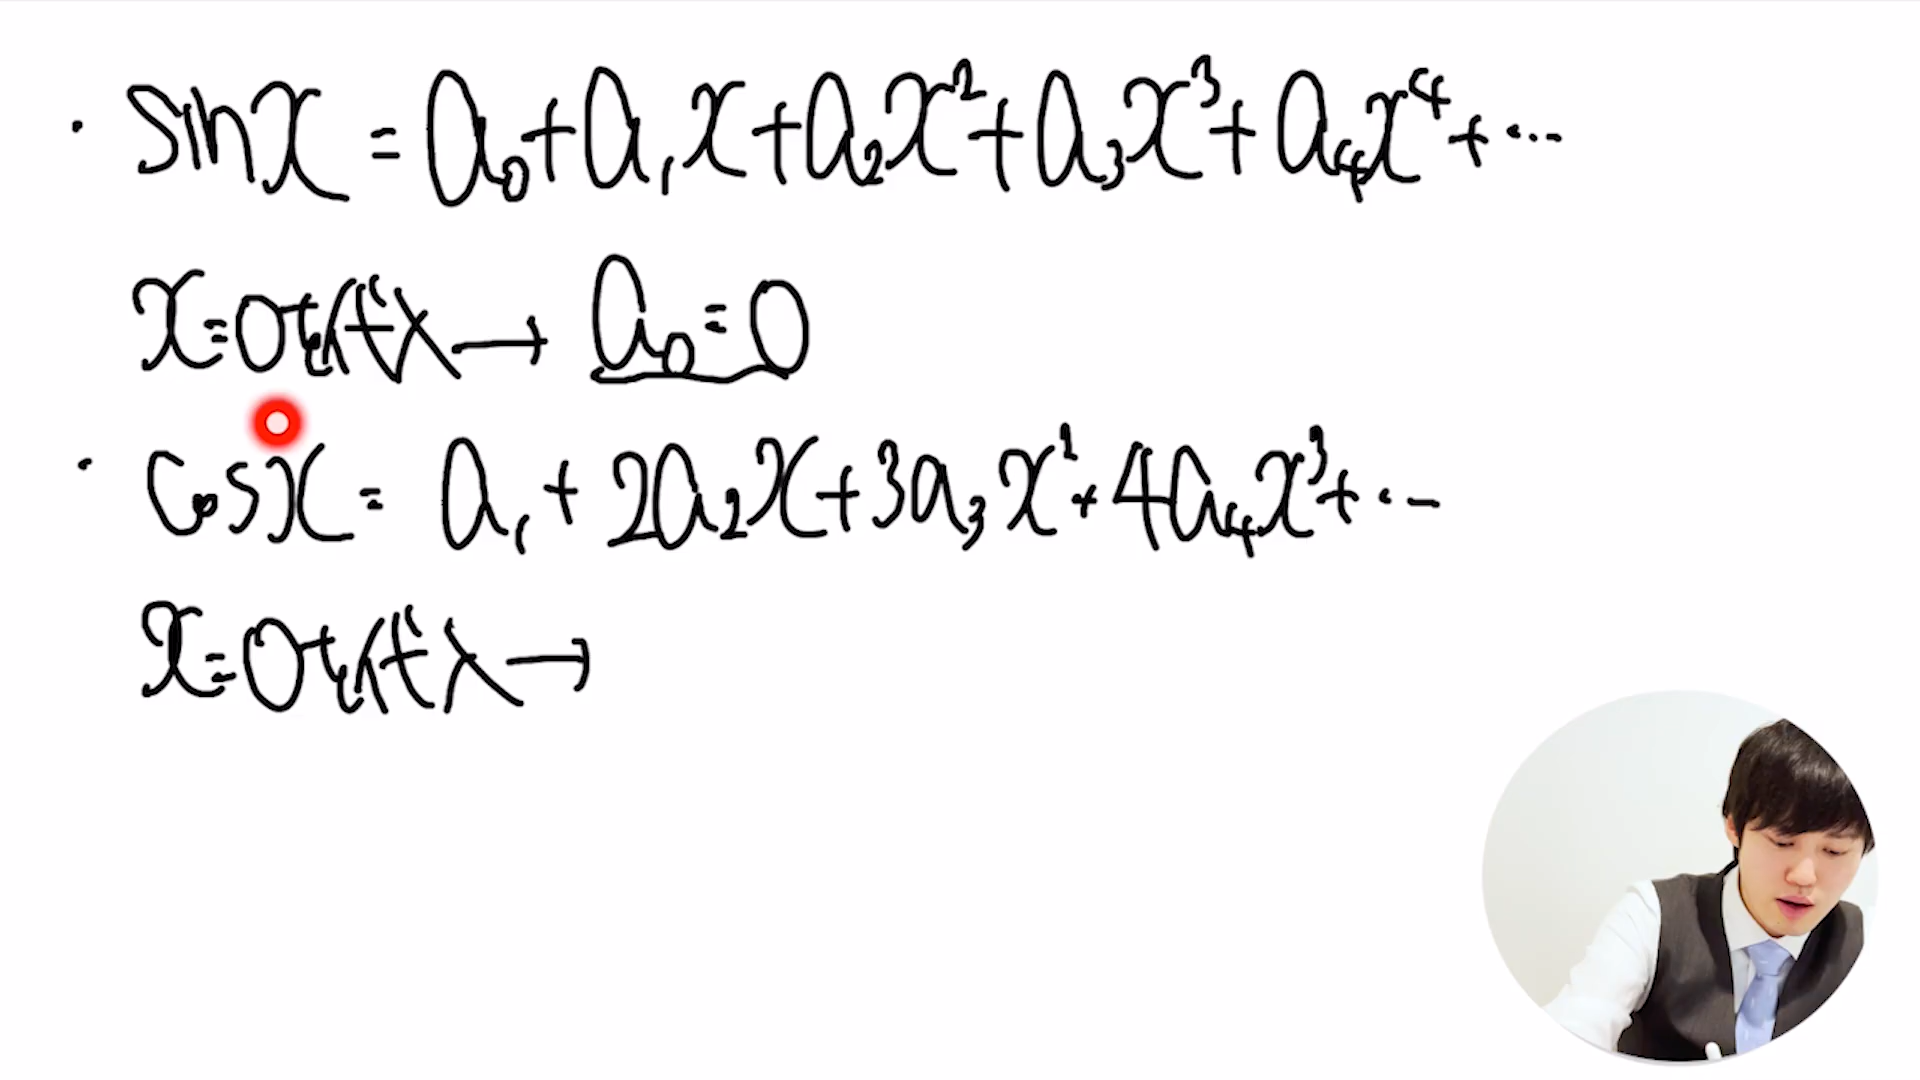 ・ sinx = a₀+a₁x+a₂x²+a₃x³+a₄x⁴+…
x=0を代入→ a₀=0
・ cosx= a₁+2a₂x+3a₃x²+4a₄x³+…
x=0を代入→